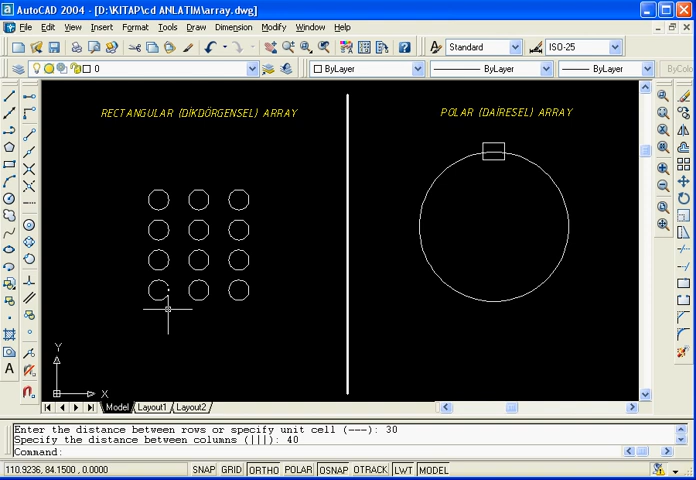 AutoCAD 2004 - [D:\KITAP\cd ANLATIM\array.dwg]
File Edit View Insert Format Tools Draw Dimension Modify Window Help
Standard ISO-25
0 ByLayer ByLayer ByLayer ByColo
RECTANGULAR (DİKDÖRGENSEL) ARRAY
POLAR (DAİRESEL) ARRAY
Y
X
Model Layout1 Layout2
Enter the distance between rows or specify unit cell (---): 30
Specify the distance between columns (|||): 40
Command:
110.9236, 84.1500 , 0.0000 SNAP GRID ORTHO POLAR OSNAP OTRACK LWT MODEL